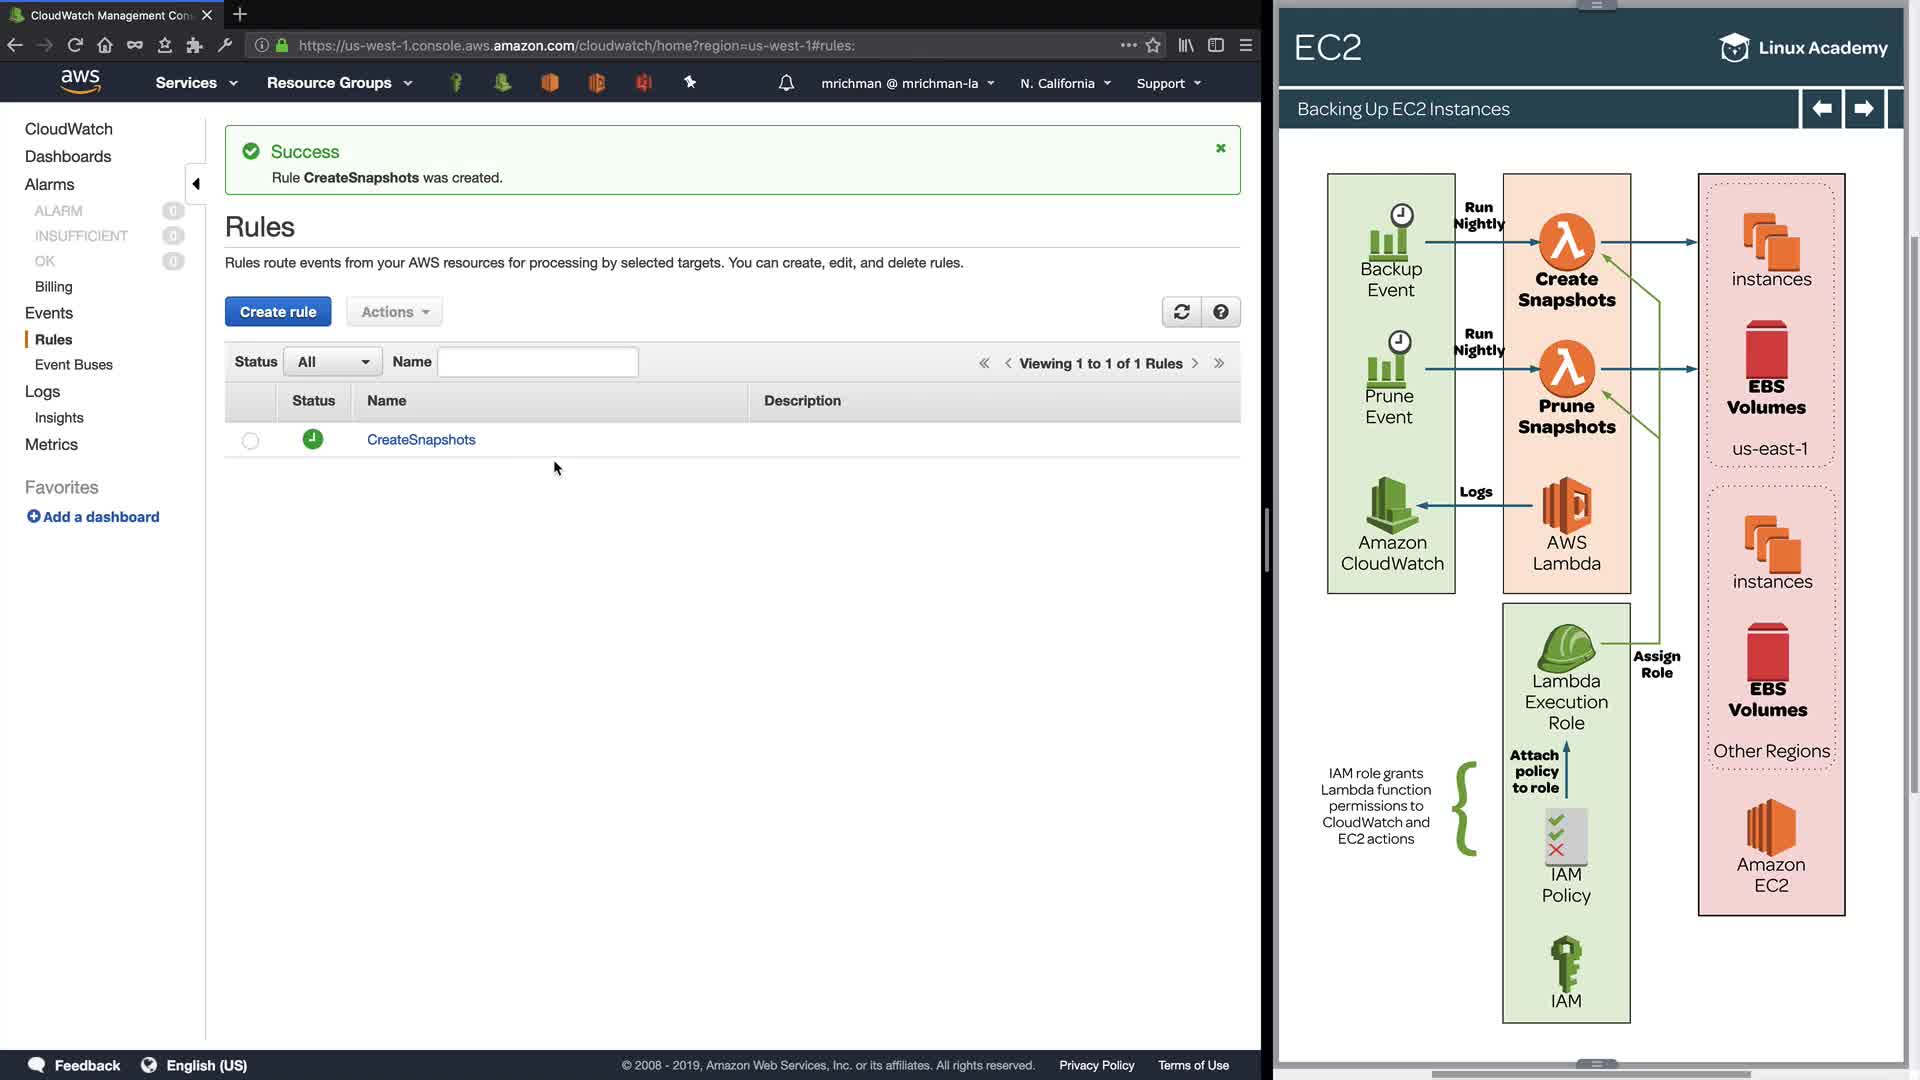 CloudWatch Management Con
https://us-west-1.console.aws.amazon.com/cloudwatch/home?region=us-west-1#rules:
aws
Services
Resource Groups
mrichman @ mrichman-la
N. California
Support
CloudWatch
Dashboards
Alarms
ALARM 0
INSUFFICIENT 0
OK 0
Billing
Events
Rules
Event Buses
Logs
Insights
Metrics
Favorites
Add a dashboard
Success
Rule CreateSnapshots was created.
Rules
Rules route events from your AWS resources for processing by selected targets. You can create, edit, and delete rules.
Create rule
Actions
Status
All
Name
Viewing 1 to 1 of 1 Rules
Status
Name
Description
CreateSnapshots
Feedback
English (US)
© 2008 - 2019, Amazon Web Services, Inc. or its affiliates. All rights reserved.
Privacy Policy
Terms of Use
EC2
Linux Academy
Backing Up EC2 Instances
Backup
Event
Run
Nightly
Create
Snapshots
instances
Prune
Event
Run
Nightly
Prune
Snapshots
EBS
Volumes
us-east-1
Amazon
CloudWatch
Logs
AWS
Lambda
instances
EBS
Volumes
Other Regions
Amazon
EC2
Lambda
Execution
Role
Assign
Role
Attach
policy
to role
IAM role grants
Lambda function
permissions to
CloudWatch and
EC2 actions
IAM
Policy
IAM